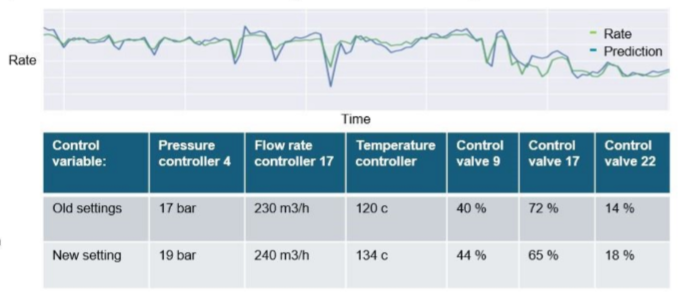 Rate
Rate
Prediction
Time
Control variable: Pressure controller 4 Flow rate controller 17 Temperature controller Control valve 9 Control valve 17 Control valve 22
Old settings 17 bar 230 m3/h 120 c 40 % 72 % 14 %
New setting 19 bar 240 m3/h 134 c 44 % 65 % 18 %